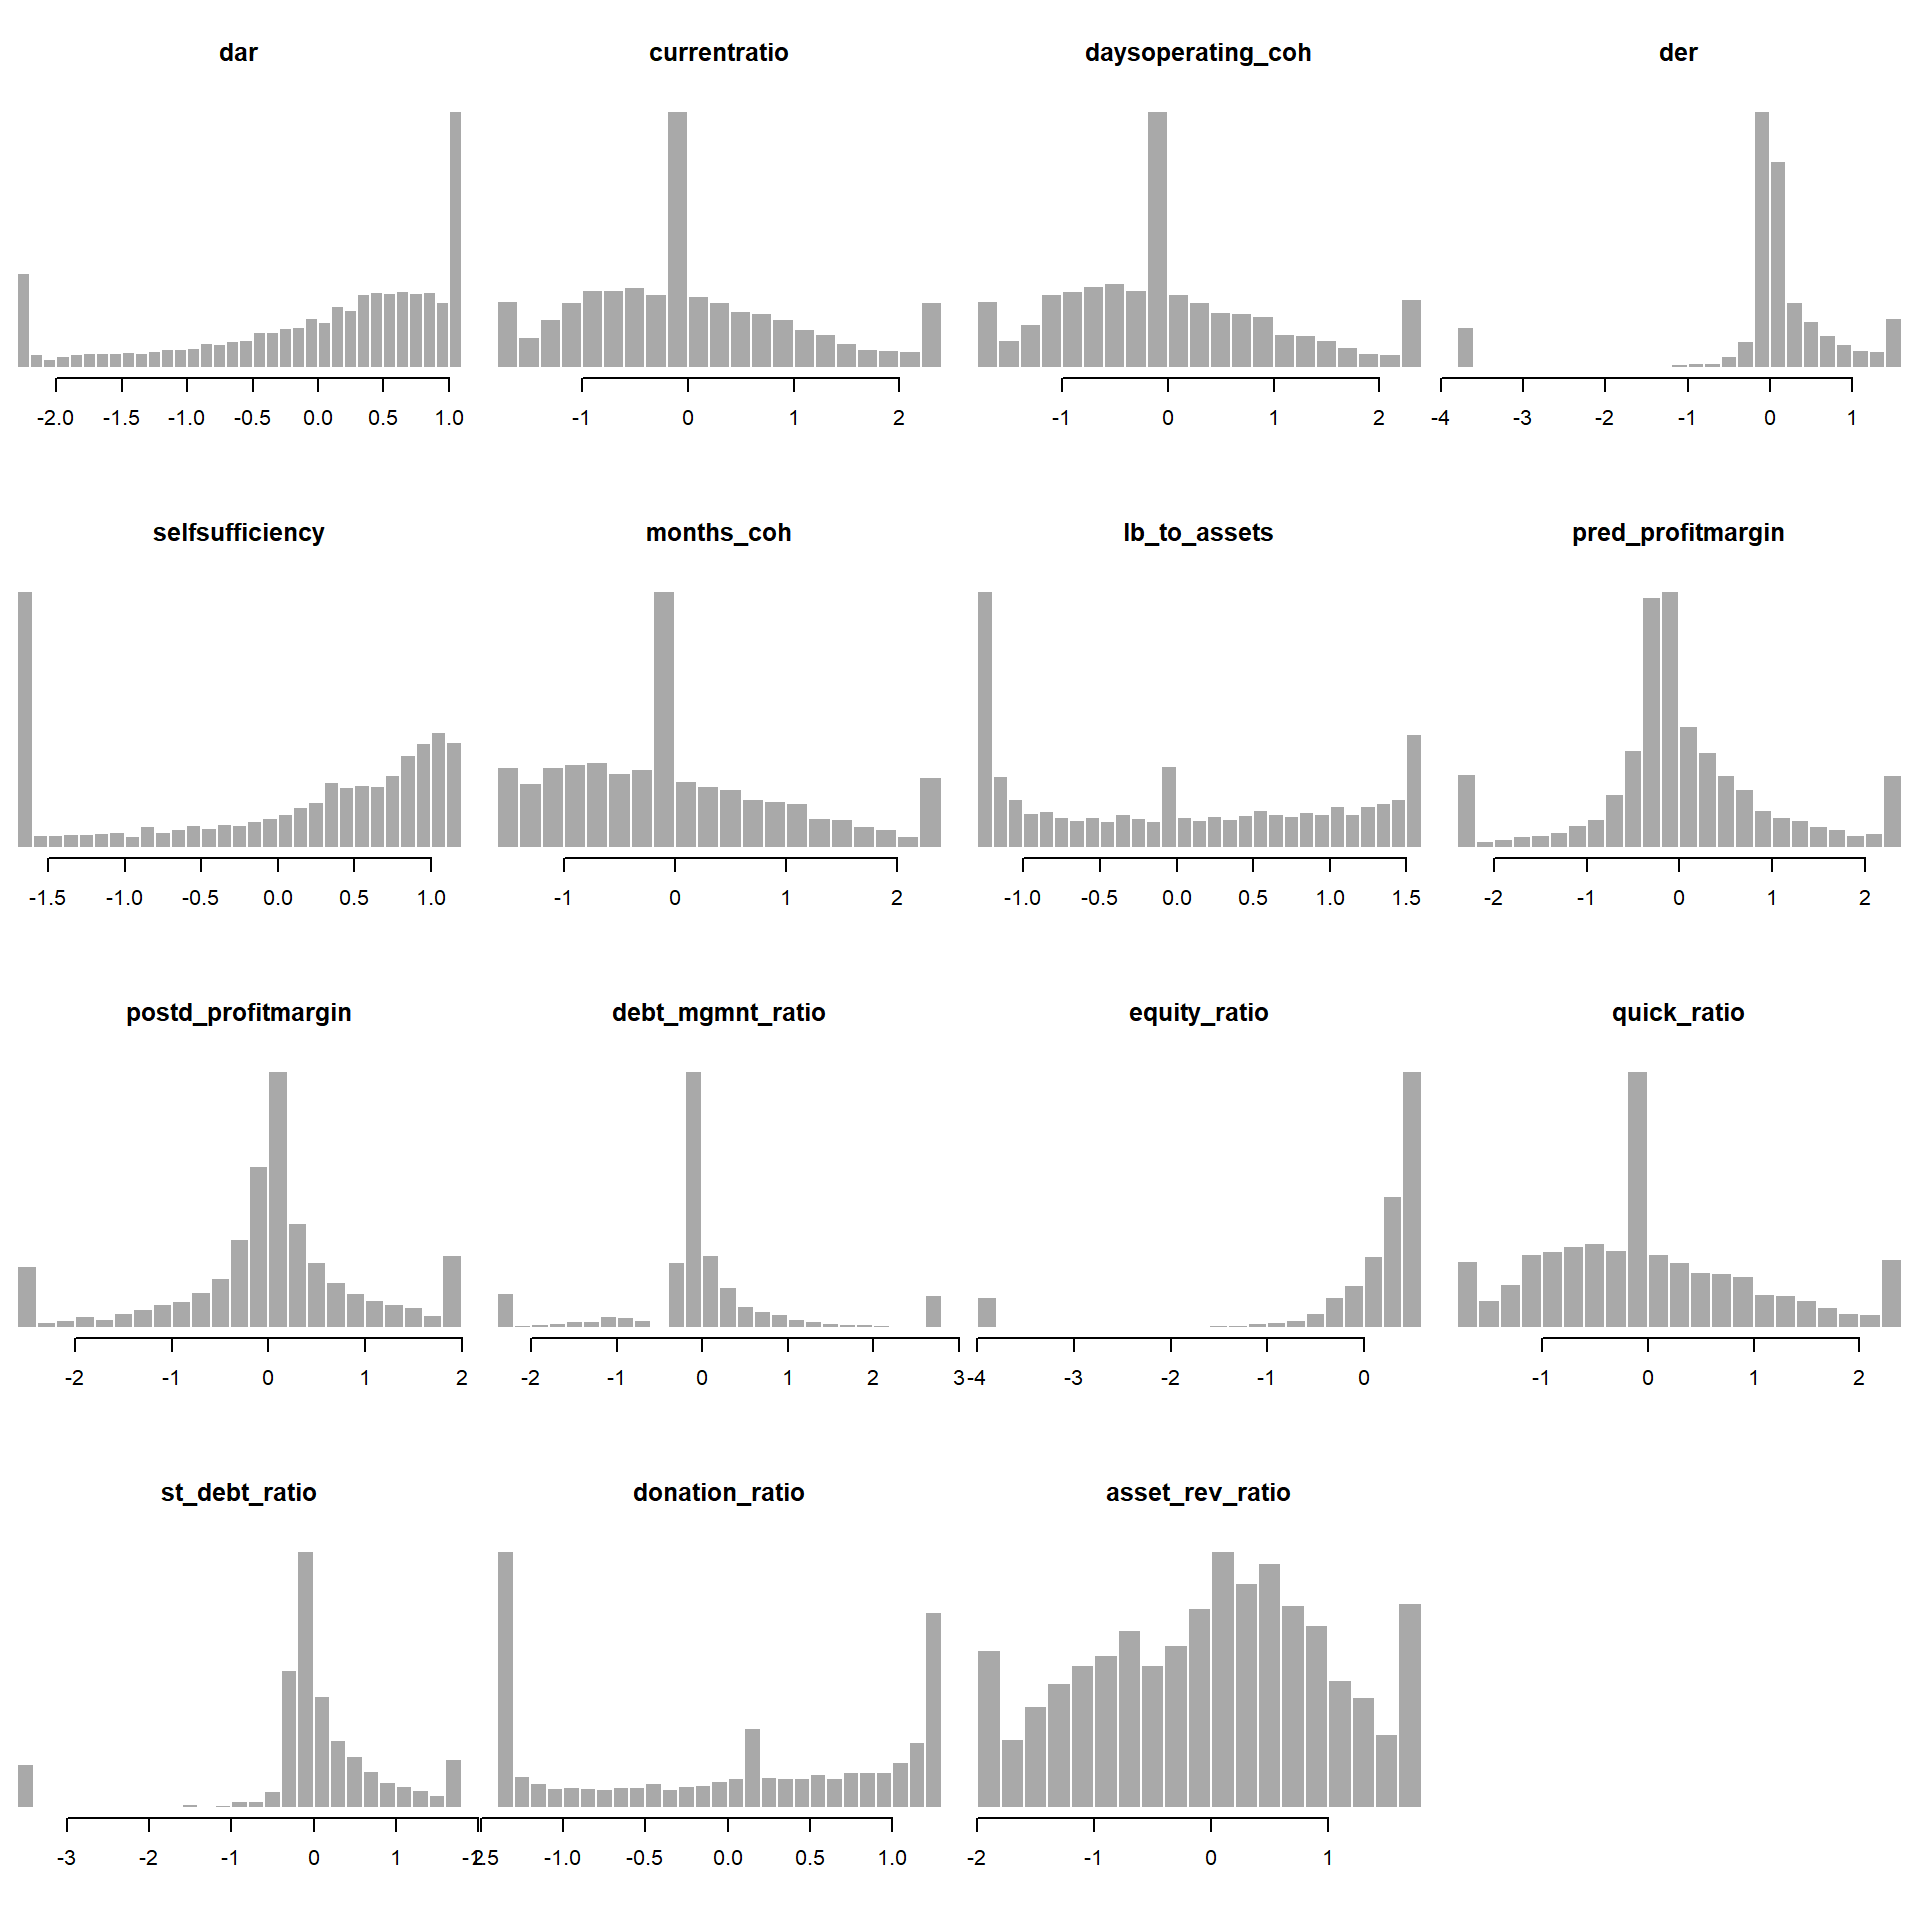 dar currentratio daysoperating_coh der
-2.0 -1.5 -1.0 -0.5 0.0 0.5 1.0 -1 0 1 2 -1 0 1 2 -4 -3 -2 -1 0 1
selfsufficiency months_coh lb_to_assets pred_profitmargin
-1.5 -1.0 -0.5 0.0 0.5 1.0 -1 0 1 2 -1.0 -0.5 0.0 0.5 1.0 1.5 -2 -1 0 1 2
postd_profitmargin debt_mgmnt_ratio equity_ratio quick_ratio
-2 -1 0 1 2 -2 -1 0 1 2 3 -4 -3 -2 -1 0 -1 0 1 2
st_debt_ratio donation_ratio asset_rev_ratio
-3 -2 -1 0 1 2 -1.5 -1.0 -0.5 0.0 0.5 1.0 -2 -1 0 1